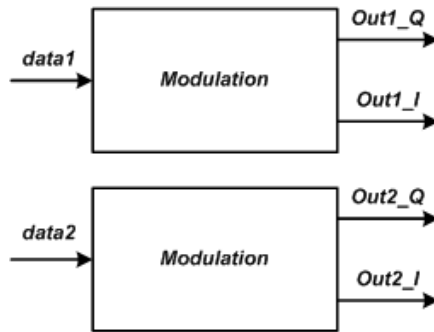 Out1_Q
data1
Modulation
Out1_I
Out2_Q
data2
Modulation
Out2_I